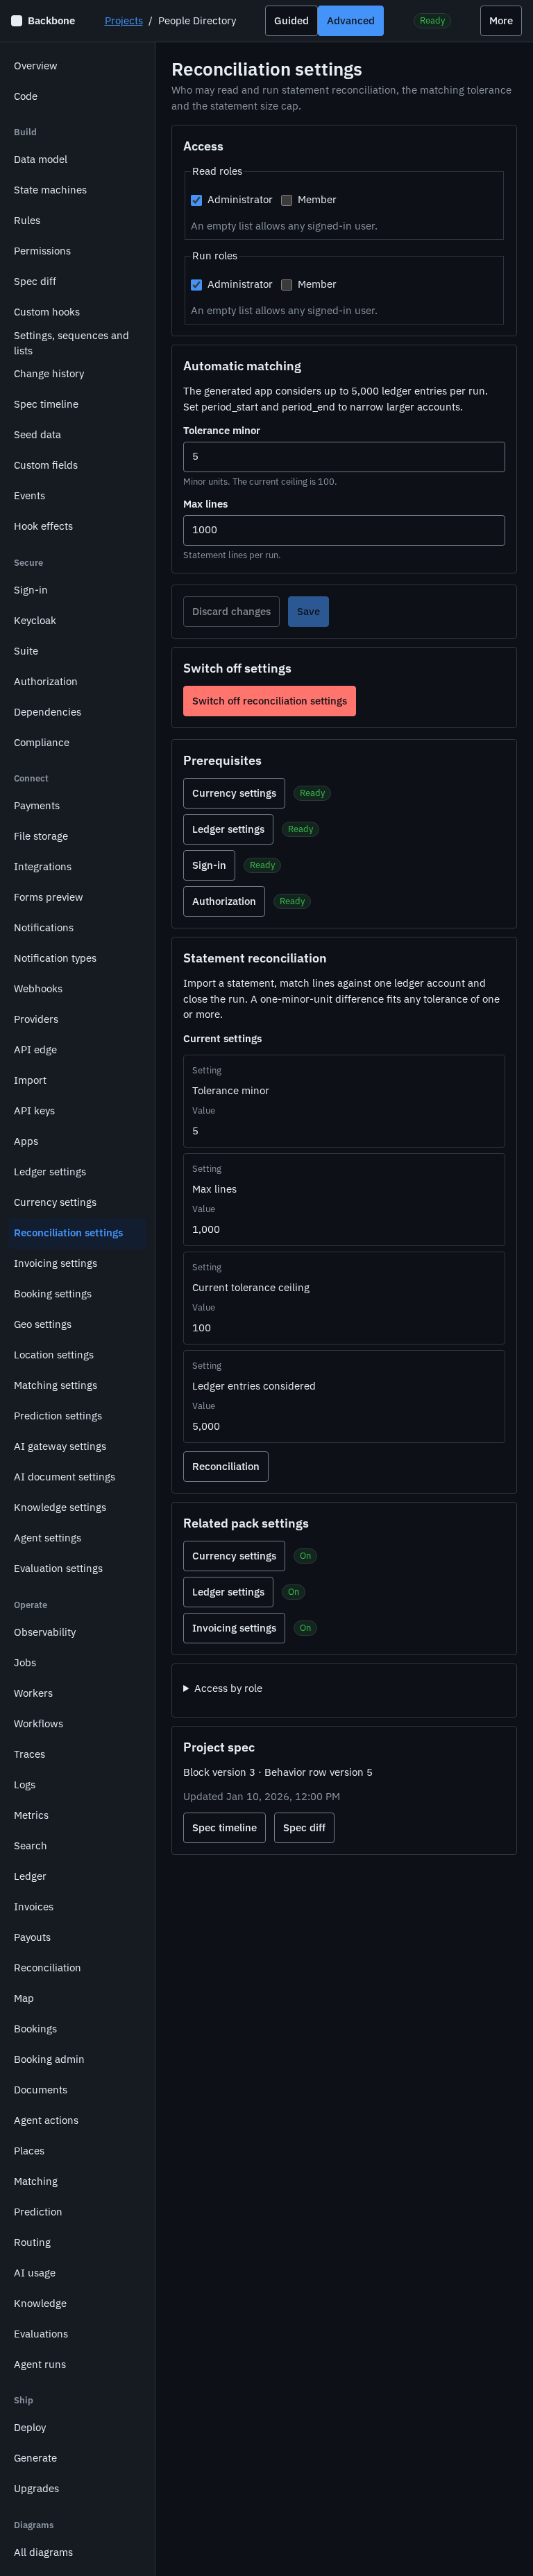 Backbone
Projects / People Directory
Guided
Advanced
Ready
More
Overview
Code
Build
Data model
State machines
Rules
Permissions
Spec diff
Custom hooks
Settings, sequences and
lists
Change history
Spec timeline
Seed data
Custom fields
Events
Hook effects
Secure
Sign-in
Keycloak
Suite
Authorization
Dependencies
Compliance
Connect
Payments
File storage
Integrations
Forms preview
Notifications
Notification types
Webhooks
Providers
API edge
Import
API keys
Apps
Ledger settings
Currency settings
Reconciliation settings
Invoicing settings
Booking settings
Geo settings
Location settings
Matching settings
Prediction settings
AI gateway settings
AI document settings
Knowledge settings
Agent settings
Evaluation settings
Operate
Observability
Jobs
Workers
Workflows
Traces
Logs
Metrics
Search
Ledger
Invoices
Payouts
Reconciliation
Map
Bookings
Booking admin
Documents
Agent actions
Places
Matching
Prediction
Routing
AI usage
Knowledge
Evaluations
Agent runs
Ship
Deploy
Generate
Upgrades
Diagrams
All diagrams
Reconciliation settings
Who may read and run statement reconciliation, the matching tolerance
and the statement size cap.
Access
Read roles
Administrator Member
An empty list allows any signed-in user.
Run roles
Administrator Member
An empty list allows any signed-in user.
Automatic matching
The generated app considers up to 5,000 ledger entries per run.
Set period_start and period_end to narrow larger accounts.
Tolerance minor
5
Minor units. The current ceiling is 100.
Max lines
1000
Statement lines per run.
Discard changes Save
Switch off settings
Switch off reconciliation settings
Prerequisites
Currency settings Ready
Ledger settings Ready
Sign-in Ready
Authorization Ready
Statement reconciliation
Import a statement, match lines against one ledger account and
close the run. A one-minor-unit difference fits any tolerance of one
or more.
Current settings
Setting
Tolerance minor
Value
5
Setting
Max lines
Value
1,000
Setting
Current tolerance ceiling
Value
100
Setting
Ledger entries considered
Value
5,000
Reconciliation
Related pack settings
Currency settings On
Ledger settings On
Invoicing settings On
Access by role
Project spec
Block version 3 · Behavior row version 5
Updated Jan 10, 2026, 12:00 PM
Spec timeline Spec diff